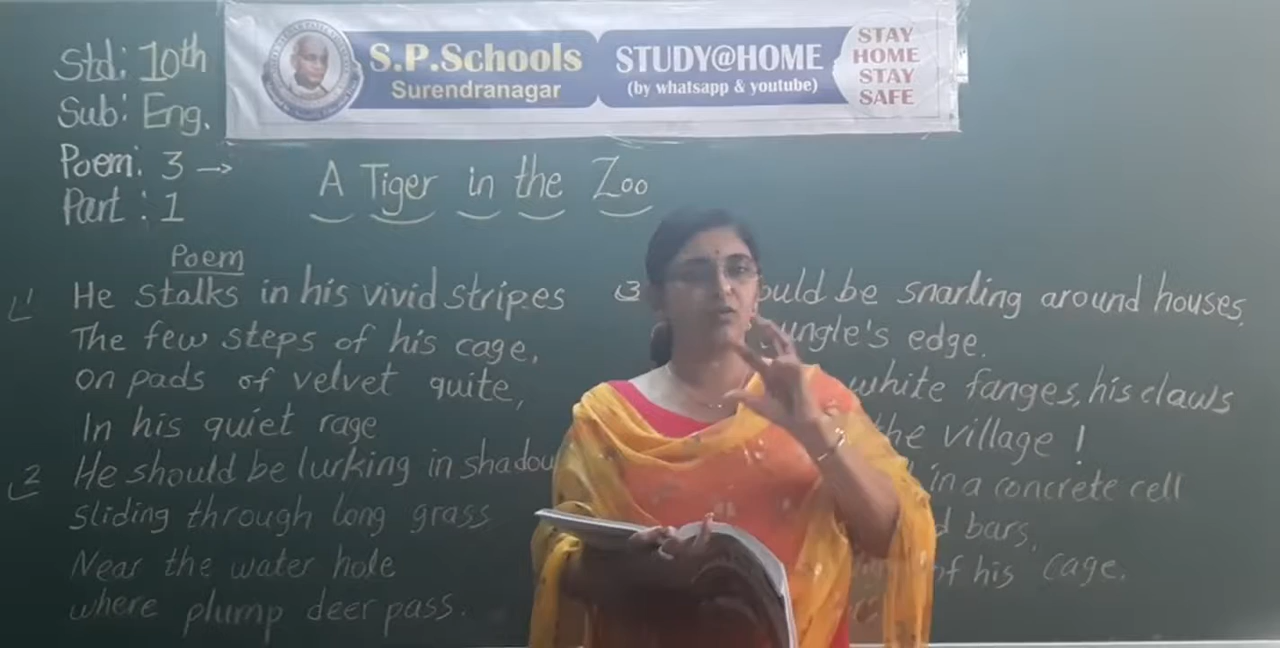 S.P.Schools
Surendranagar
STUDY@HOME
(by whatsapp & youtube)
STAY
HOME
STAY
SAFE
Std: 10th
Sub: Eng.
Poem: 3 →
Part : 1
A Tiger in the Zoo
Poem
1 He stalks in his vivid stripes
The few steps of his cage,
on pads of velvet quite,
In his quiet rage
2 He should be lurking in shadou
sliding through long grass
Near the water hole
where plump deer pass.
3 ould be snarling around houses,
ungle's edge.
white fanges, his claws
the village !
in a concrete cell
bars,
of his cage.